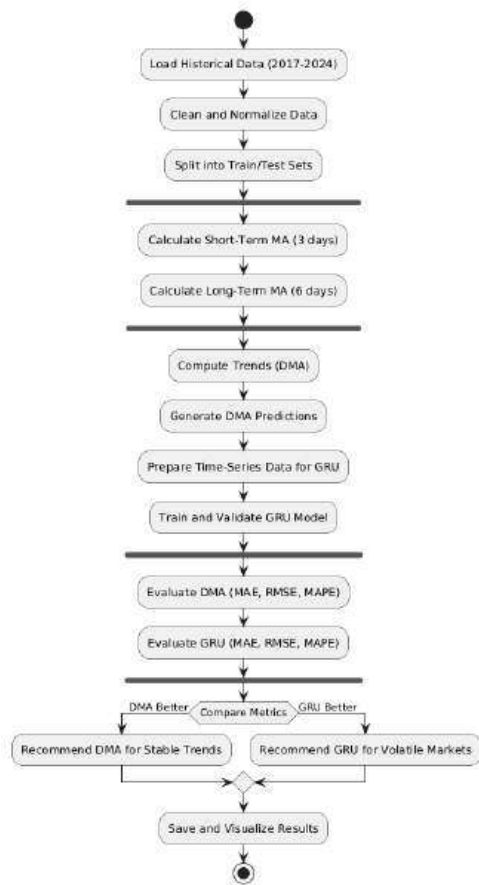 Load Historical Data (2017-2024)
Clean and Normalize Data
Split into Train/Test Sets
Calculate Short-Term MA (3 days)
Calculate Long-Term MA (6 days)
Compute Trends (DMA)
Generate DMA Predictions
Prepare Time-Series Data for GRU
Train and Validate GRU Model
Evaluate DMA (MAE, RMSE, MAPE)
Evaluate GRU (MAE, RMSE, MAPE)
DMA Better
Compare Metrics
GRU Better
Recommend DMA for Stable Trends
Recommend GRU for Volatile Markets
Save and Visualize Results